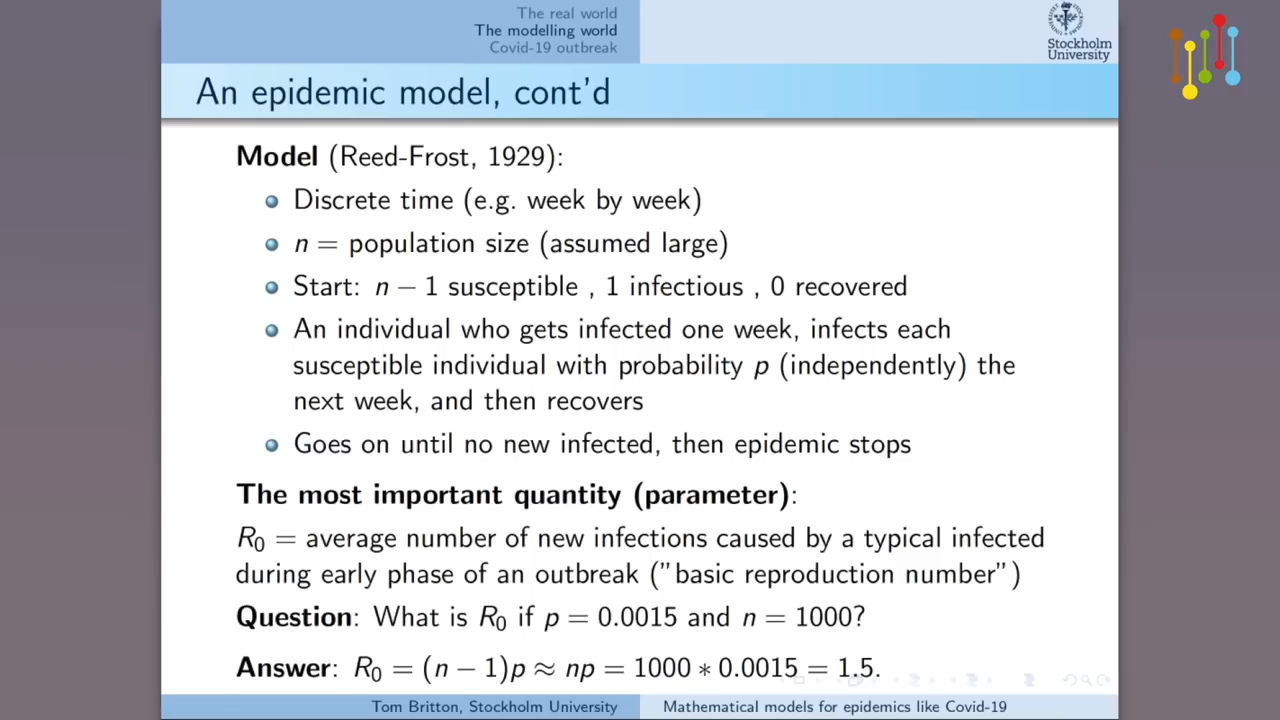 The real world
The modelling world
Covid-19 outbreak
Stockholm
University
An epidemic model, cont'd
Model (Reed-Frost, 1929):
Discrete time (e.g. week by week)
n = population size (assumed large)
Start: n − 1 susceptible , 1 infectious , 0 recovered
An individual who gets infected one week, infects each
susceptible individual with probability p (independently) the
next week, and then recovers
Goes on until no new infected, then epidemic stops
The most important quantity (parameter):
R₀ = average number of new infections caused by a typical infected
during early phase of an outbreak ("basic reproduction number")
Question: What is R₀ if p = 0.0015 and n = 1000?
Answer: R₀ = (n − 1)p ≈ np = 1000 ∗ 0.0015 = 1.5.
Tom Britton, Stockholm University
Mathematical models for epidemics like Covid-19